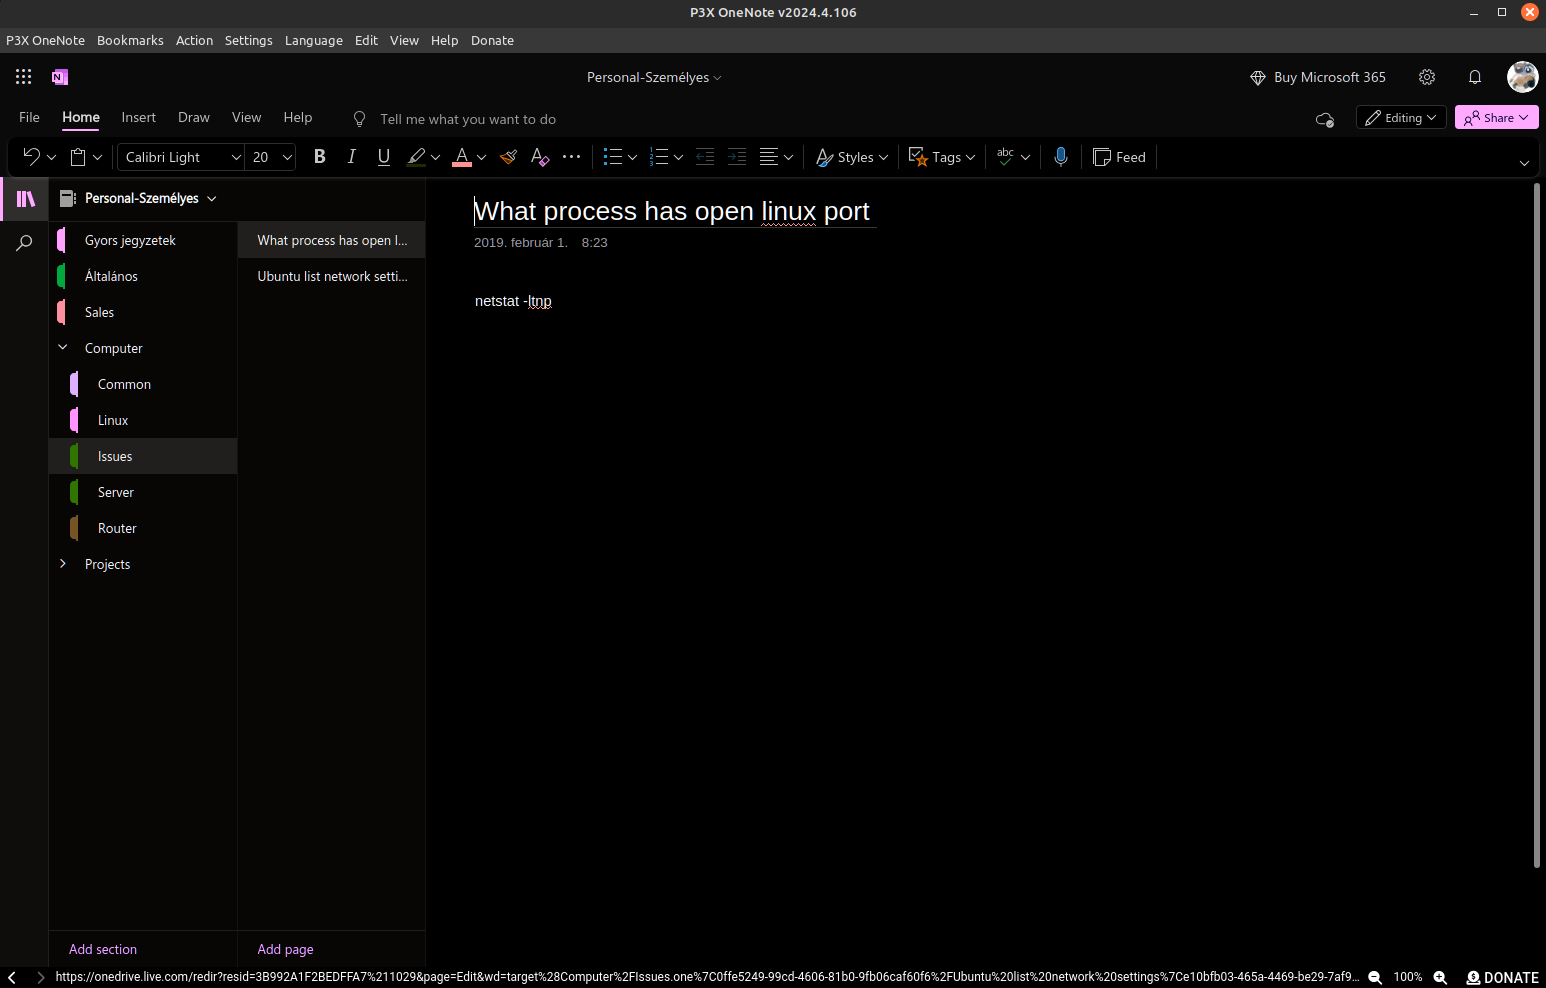 P3X OneNote v2024.4.106
P3X OneNote Bookmarks Action Settings Language Edit View Help Donate
Personal-Személyes
Buy Microsoft 365
File Home Insert Draw View Help Tell me what you want to do
Editing Share
Calibri Light 20 B I U A A Styles Tags abc Feed
Personal-Személyes
What process has open linux port
2019. február 1. 8:23
netstat -ltnp
Gyors jegyzetek
Általános
Sales
Computer
Common
Linux
Issues
Server
Router
Projects
What process has open l...
Ubuntu list network setti...
Add section
Add page
https://onedrive.live.com/redir?resid=3B992A1F2BEDFFA7%211029&page=Edit&wd=target%28Computer%2FIssues.one%7C0ffe5249-99cd-4606-81b0-9fb06caf60f6%2FUbuntu%20list%20network%20settings%7Ce10bfb03-465a-4469-be29-7af9...
100%
DONATE